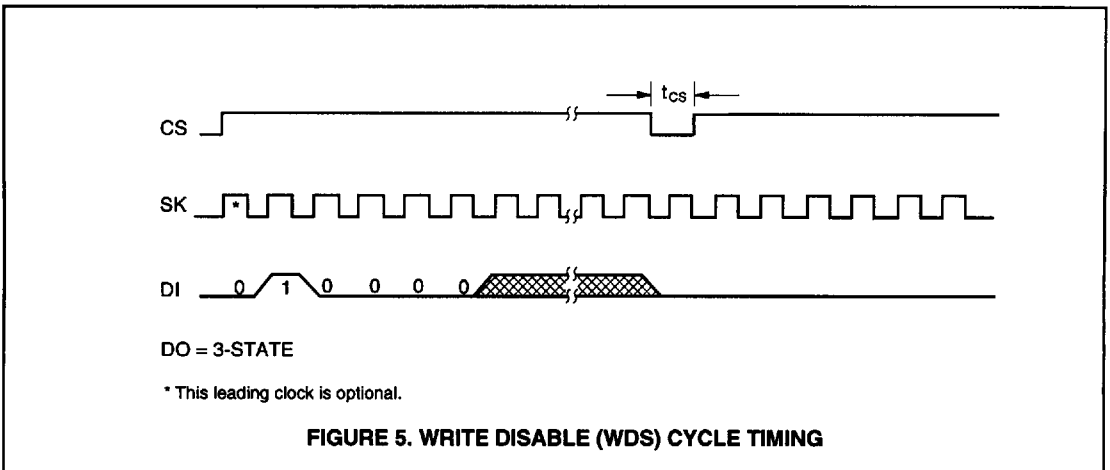 tCS
CS
SK *
DI 0 1 0 0 0 0
DO = 3-STATE
* This leading clock is optional.
FIGURE 5. WRITE DISABLE (WDS) CYCLE TIMING